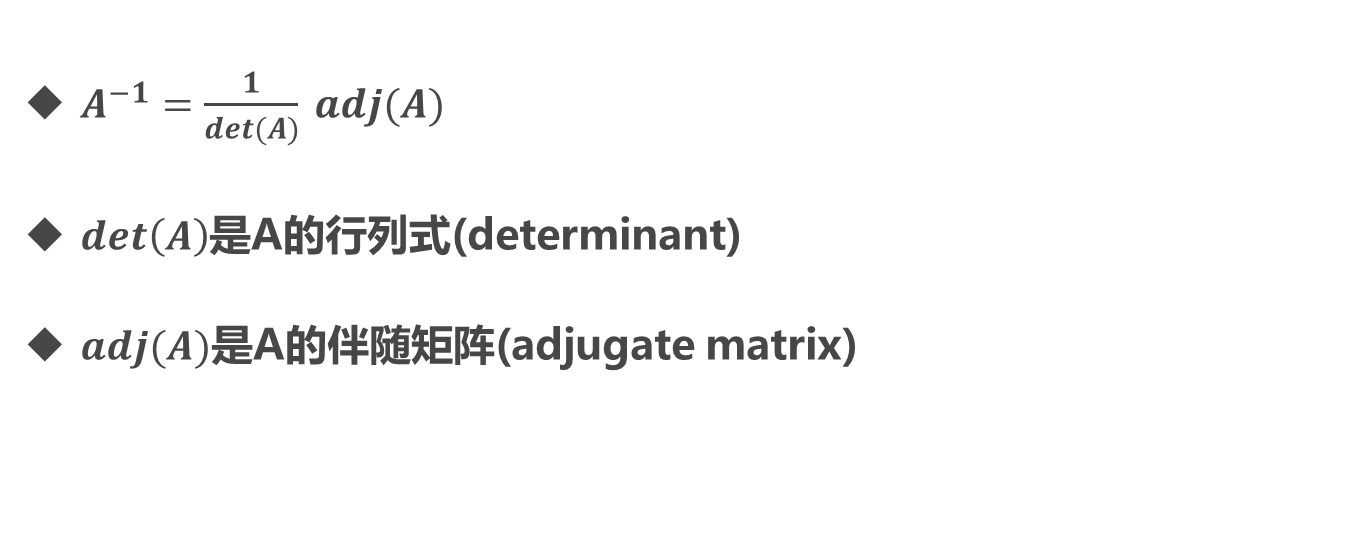 ◆ A⁻¹ = 1/det(A) adj(A)
◆ det(A)是A的行列式(determinant)
◆ adj(A)是A的伴随矩阵(adjugate matrix)